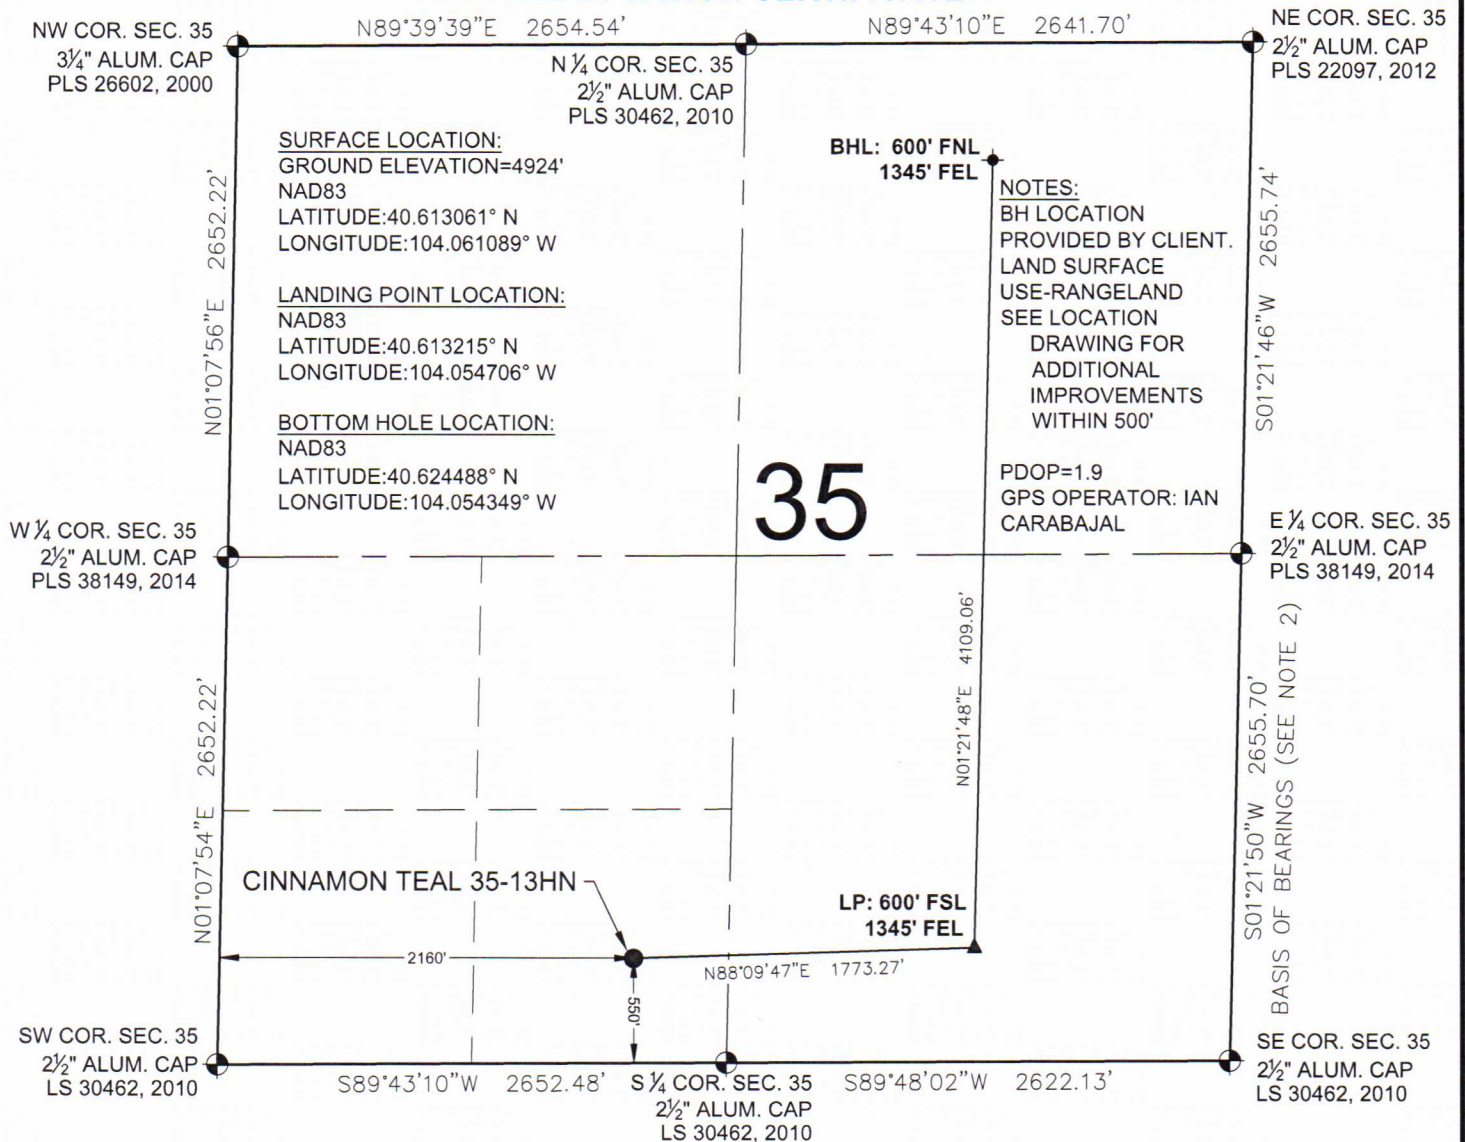 N89°39'39"E 2654.54'
N89°43'10"E 2641.70'
NW COR. SEC. 35
3¼" ALUM. CAP
PLS 26602, 2000
N ¼ COR. SEC. 35
2½" ALUM. CAP
PLS 30462, 2010
NE COR. SEC. 35
2½" ALUM. CAP
PLS 22097, 2012
SURFACE LOCATION:
GROUND ELEVATION=4924'
NAD83
LATITUDE:40.613061° N
LONGITUDE:104.061089° W
LANDING POINT LOCATION:
NAD83
LATITUDE:40.613215° N
LONGITUDE:104.054706° W
BOTTOM HOLE LOCATION:
NAD83
LATITUDE:40.624488° N
LONGITUDE:104.054349° W
BHL: 600' FNL
1345' FEL
NOTES:
BH LOCATION
PROVIDED BY CLIENT.
LAND SURFACE
USE-RANGELAND
SEE LOCATION
DRAWING FOR
ADDITIONAL
IMPROVEMENTS
WITHIN 500'
PDOP=1.9
GPS OPERATOR: IAN
CARABAJAL
N01°07'56"E 2652.22'
S01°21'46"W 2655.74'
35
W ¼ COR. SEC. 35
2½" ALUM. CAP
PLS 38149, 2014
E ¼ COR. SEC. 35
2½" ALUM. CAP
PLS 38149, 2014
N01°07'54"E 2652.22'
N01°21'48"E 4109.06'
S01°21'50"W 2655.70'
BASIS OF BEARINGS (SEE NOTE 2)
CINNAMON TEAL 35-13HN
LP: 600' FSL
1345' FEL
2160'
N88°09'47"E 1773.27'
550'
SW COR. SEC. 35
2½" ALUM. CAP
LS 30462, 2010
S89°43'10"W 2652.48'
S ¼ COR. SEC. 35
2½" ALUM. CAP
LS 30462, 2010
S89°48'02"W 2622.13'
SE COR. SEC. 35
2½" ALUM. CAP
LS 30462, 2010